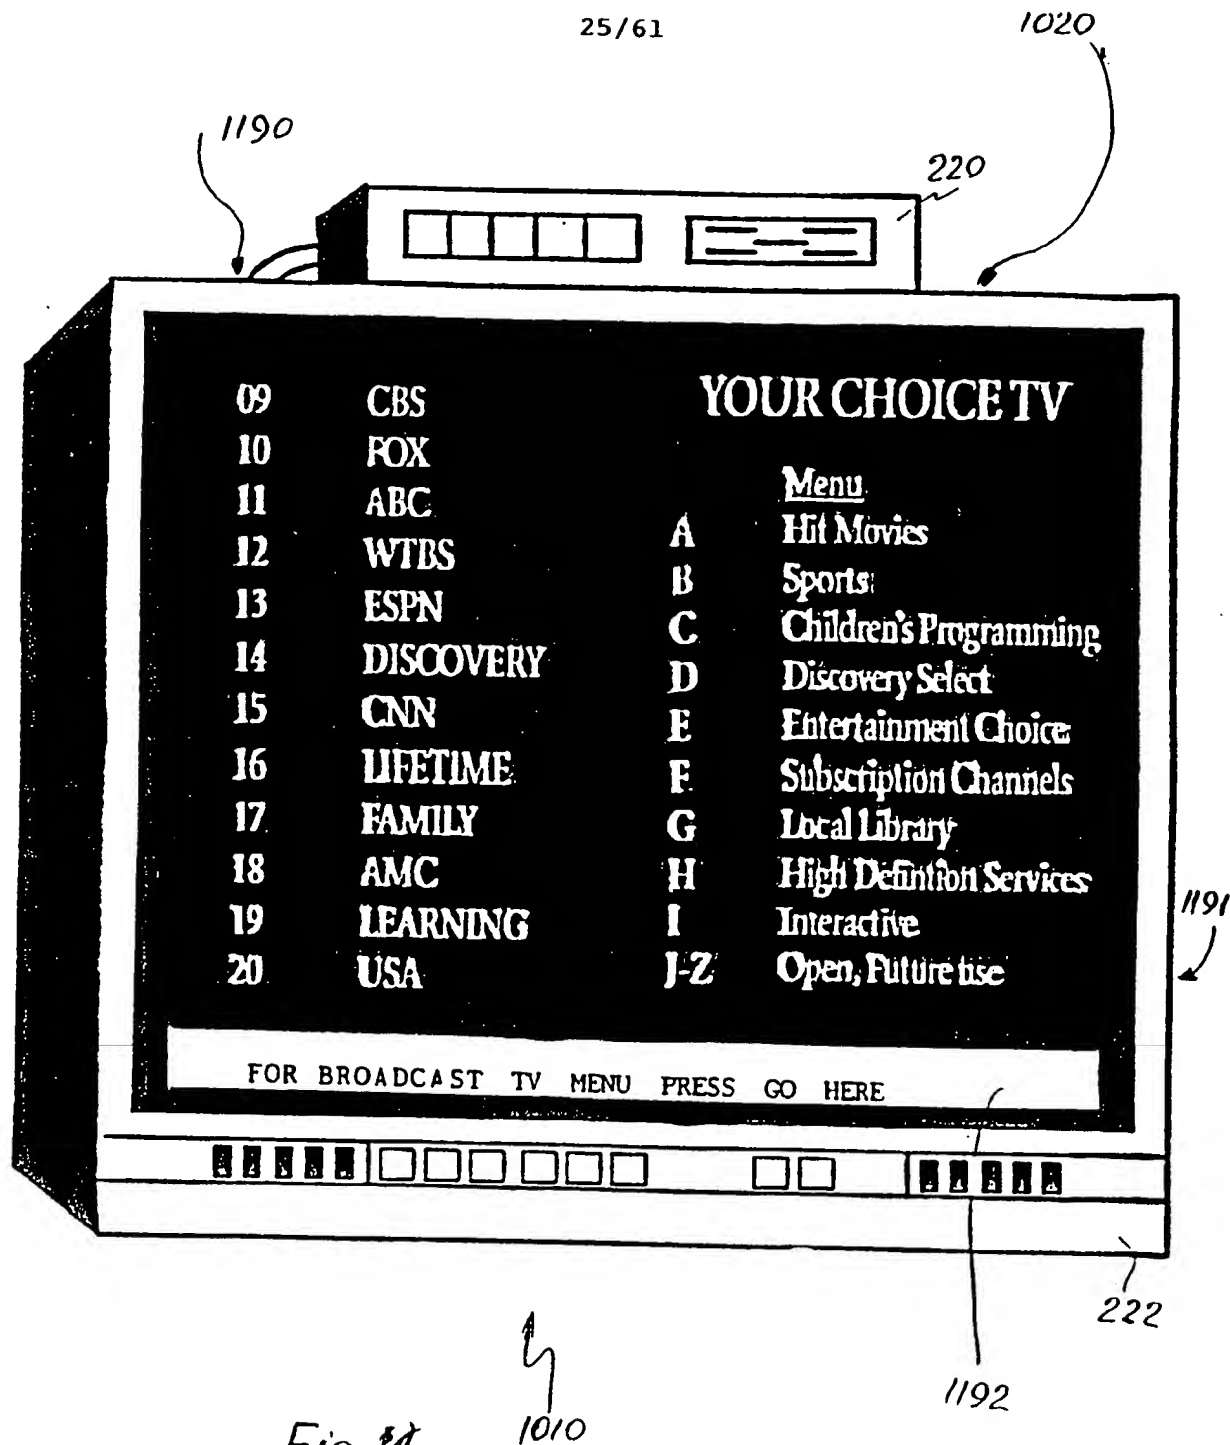 25/61
1020
1190
220
09 CBS
10 FOX
11 ABC
12 WTBS
13 ESPN
14 DISCOVERY
15 CNN
16 LIFETIME
17 FAMILY
18 AMC
19 LEARNING
20 USA
YOUR CHOICE TV
Menu
A Hit Movies
B Sports
C Children's Programming
D Discovery Select
E Entertainment Choice
F Subscription Channels
G Local Library
H High Defintion Services
I Interactive
J-Z Open, Future use
1191
FOR BROADCAST TV MENU PRESS GO HERE
222
1192
1010
Fig.